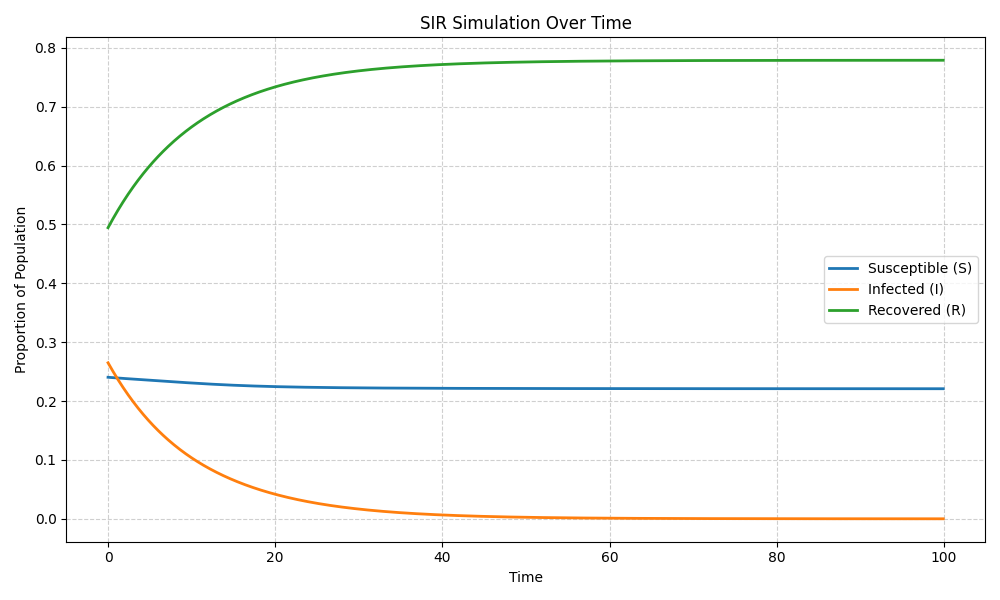 SIR Simulation Over Time
Proportion of Population
0.8
0.7
0.6
0.5
0.4
0.3
0.2
0.1
0.0
Susceptible (S)
Infected (I)
Recovered (R)
0 20 40 60 80 100
Time